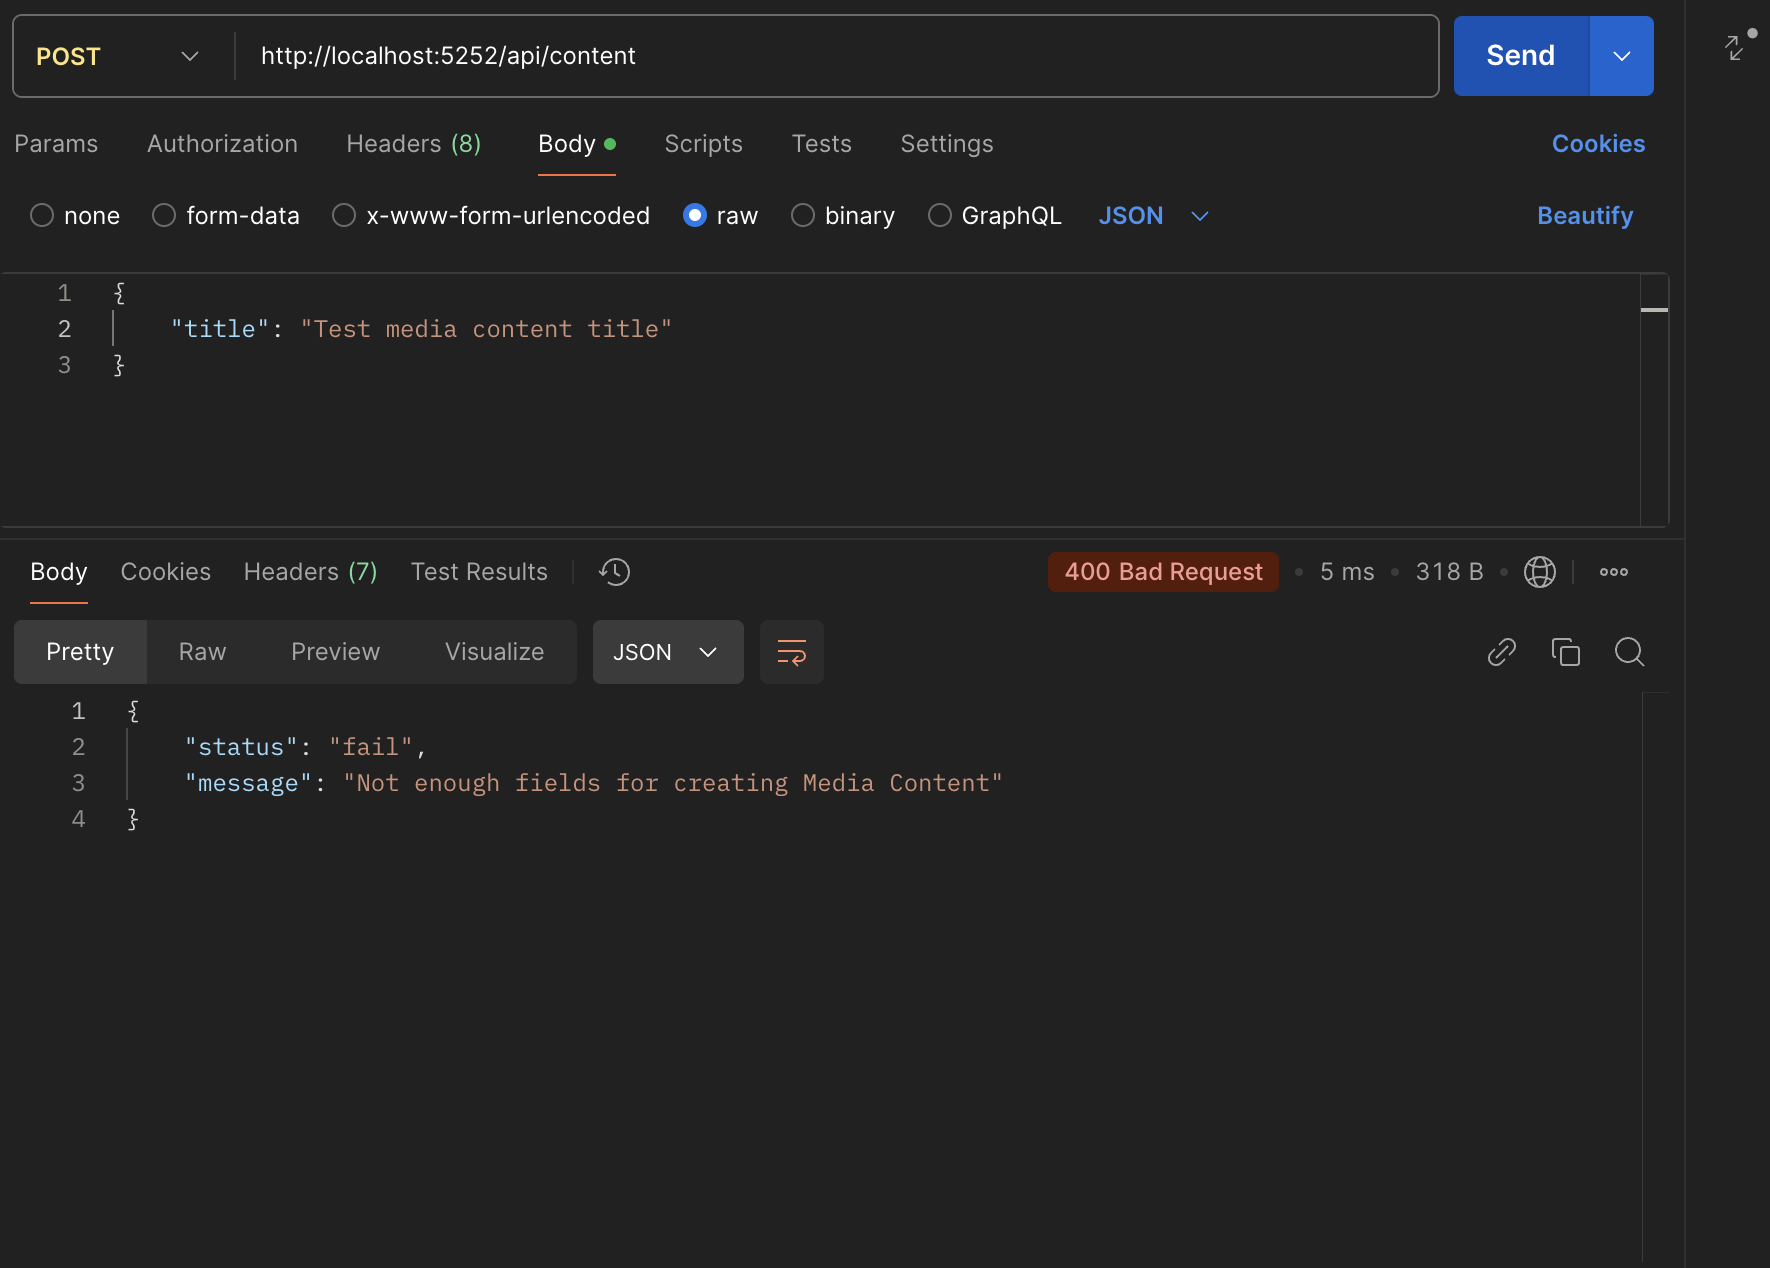 POST http://localhost:5252/api/content Send
Params Authorization Headers (8) Body Scripts Tests Settings Cookies
none form-data x-www-form-urlencoded raw binary GraphQL JSON Beautify
1 {
2 "title": "Test media content title"
3 }
Body Cookies Headers (7) Test Results 400 Bad Request 5 ms 318 B
Pretty Raw Preview Visualize JSON
1 {
2 "status": "fail",
3 "message": "Not enough fields for creating Media Content"
4 }